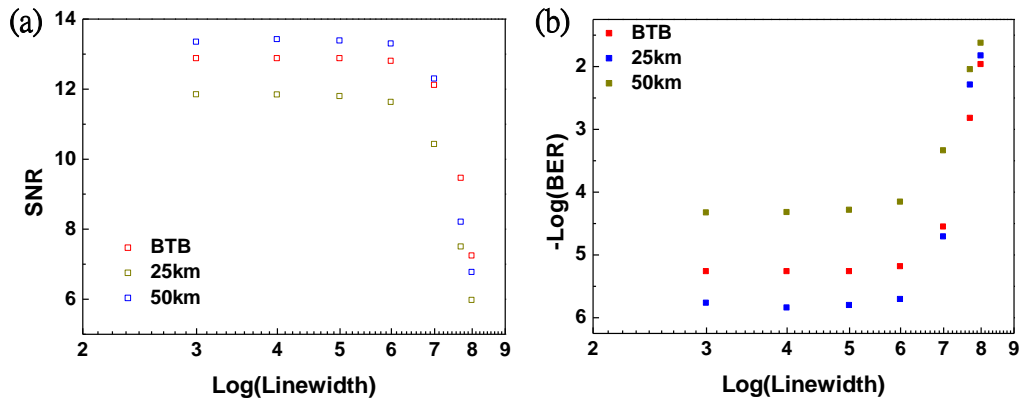 (a)
14
12
10
8
6
SNR
BTB
25km
50km
2 3 4 5 6 7 8 9
Log(Linewidth)
(b)
2
3
4
5
6
-Log(BER)
BTB
25km
50km
2 3 4 5 6 7 8 9
Log(Linewidth)